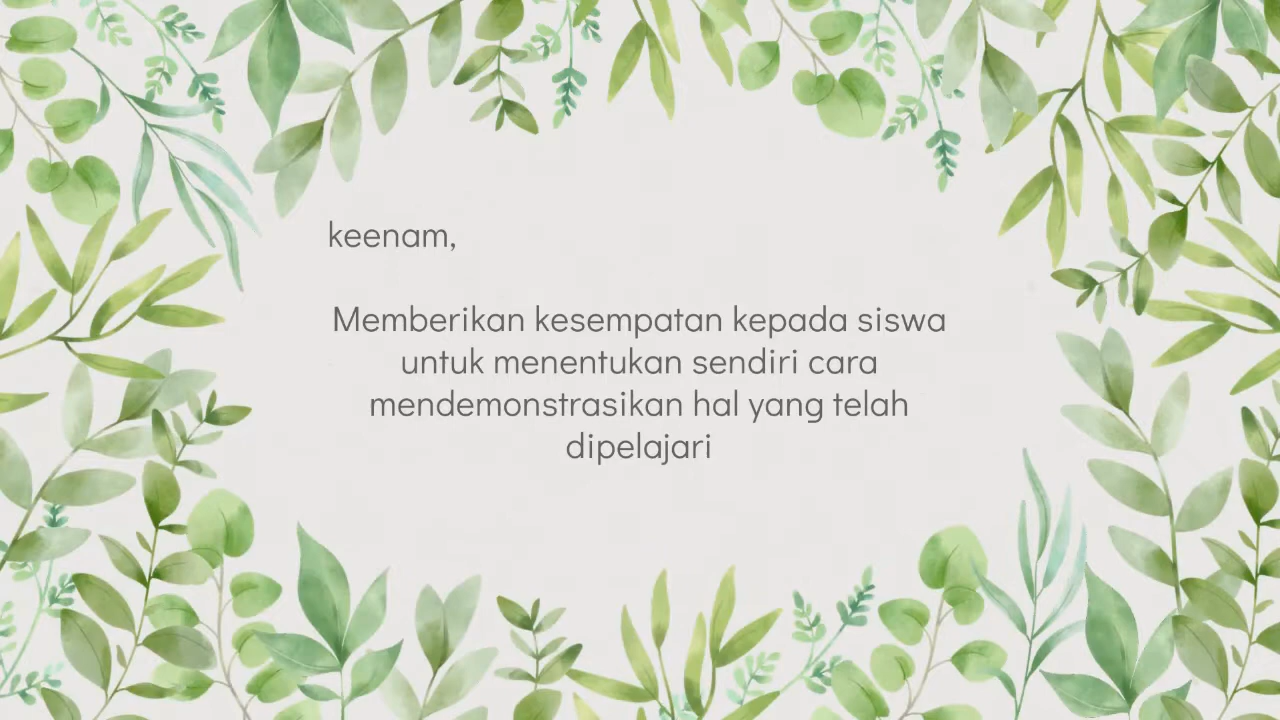 keenam,
Memberikan kesempatan kepada siswa
untuk menentukan sendiri cara
mendemonstrasikan hal yang telah
dipelajari